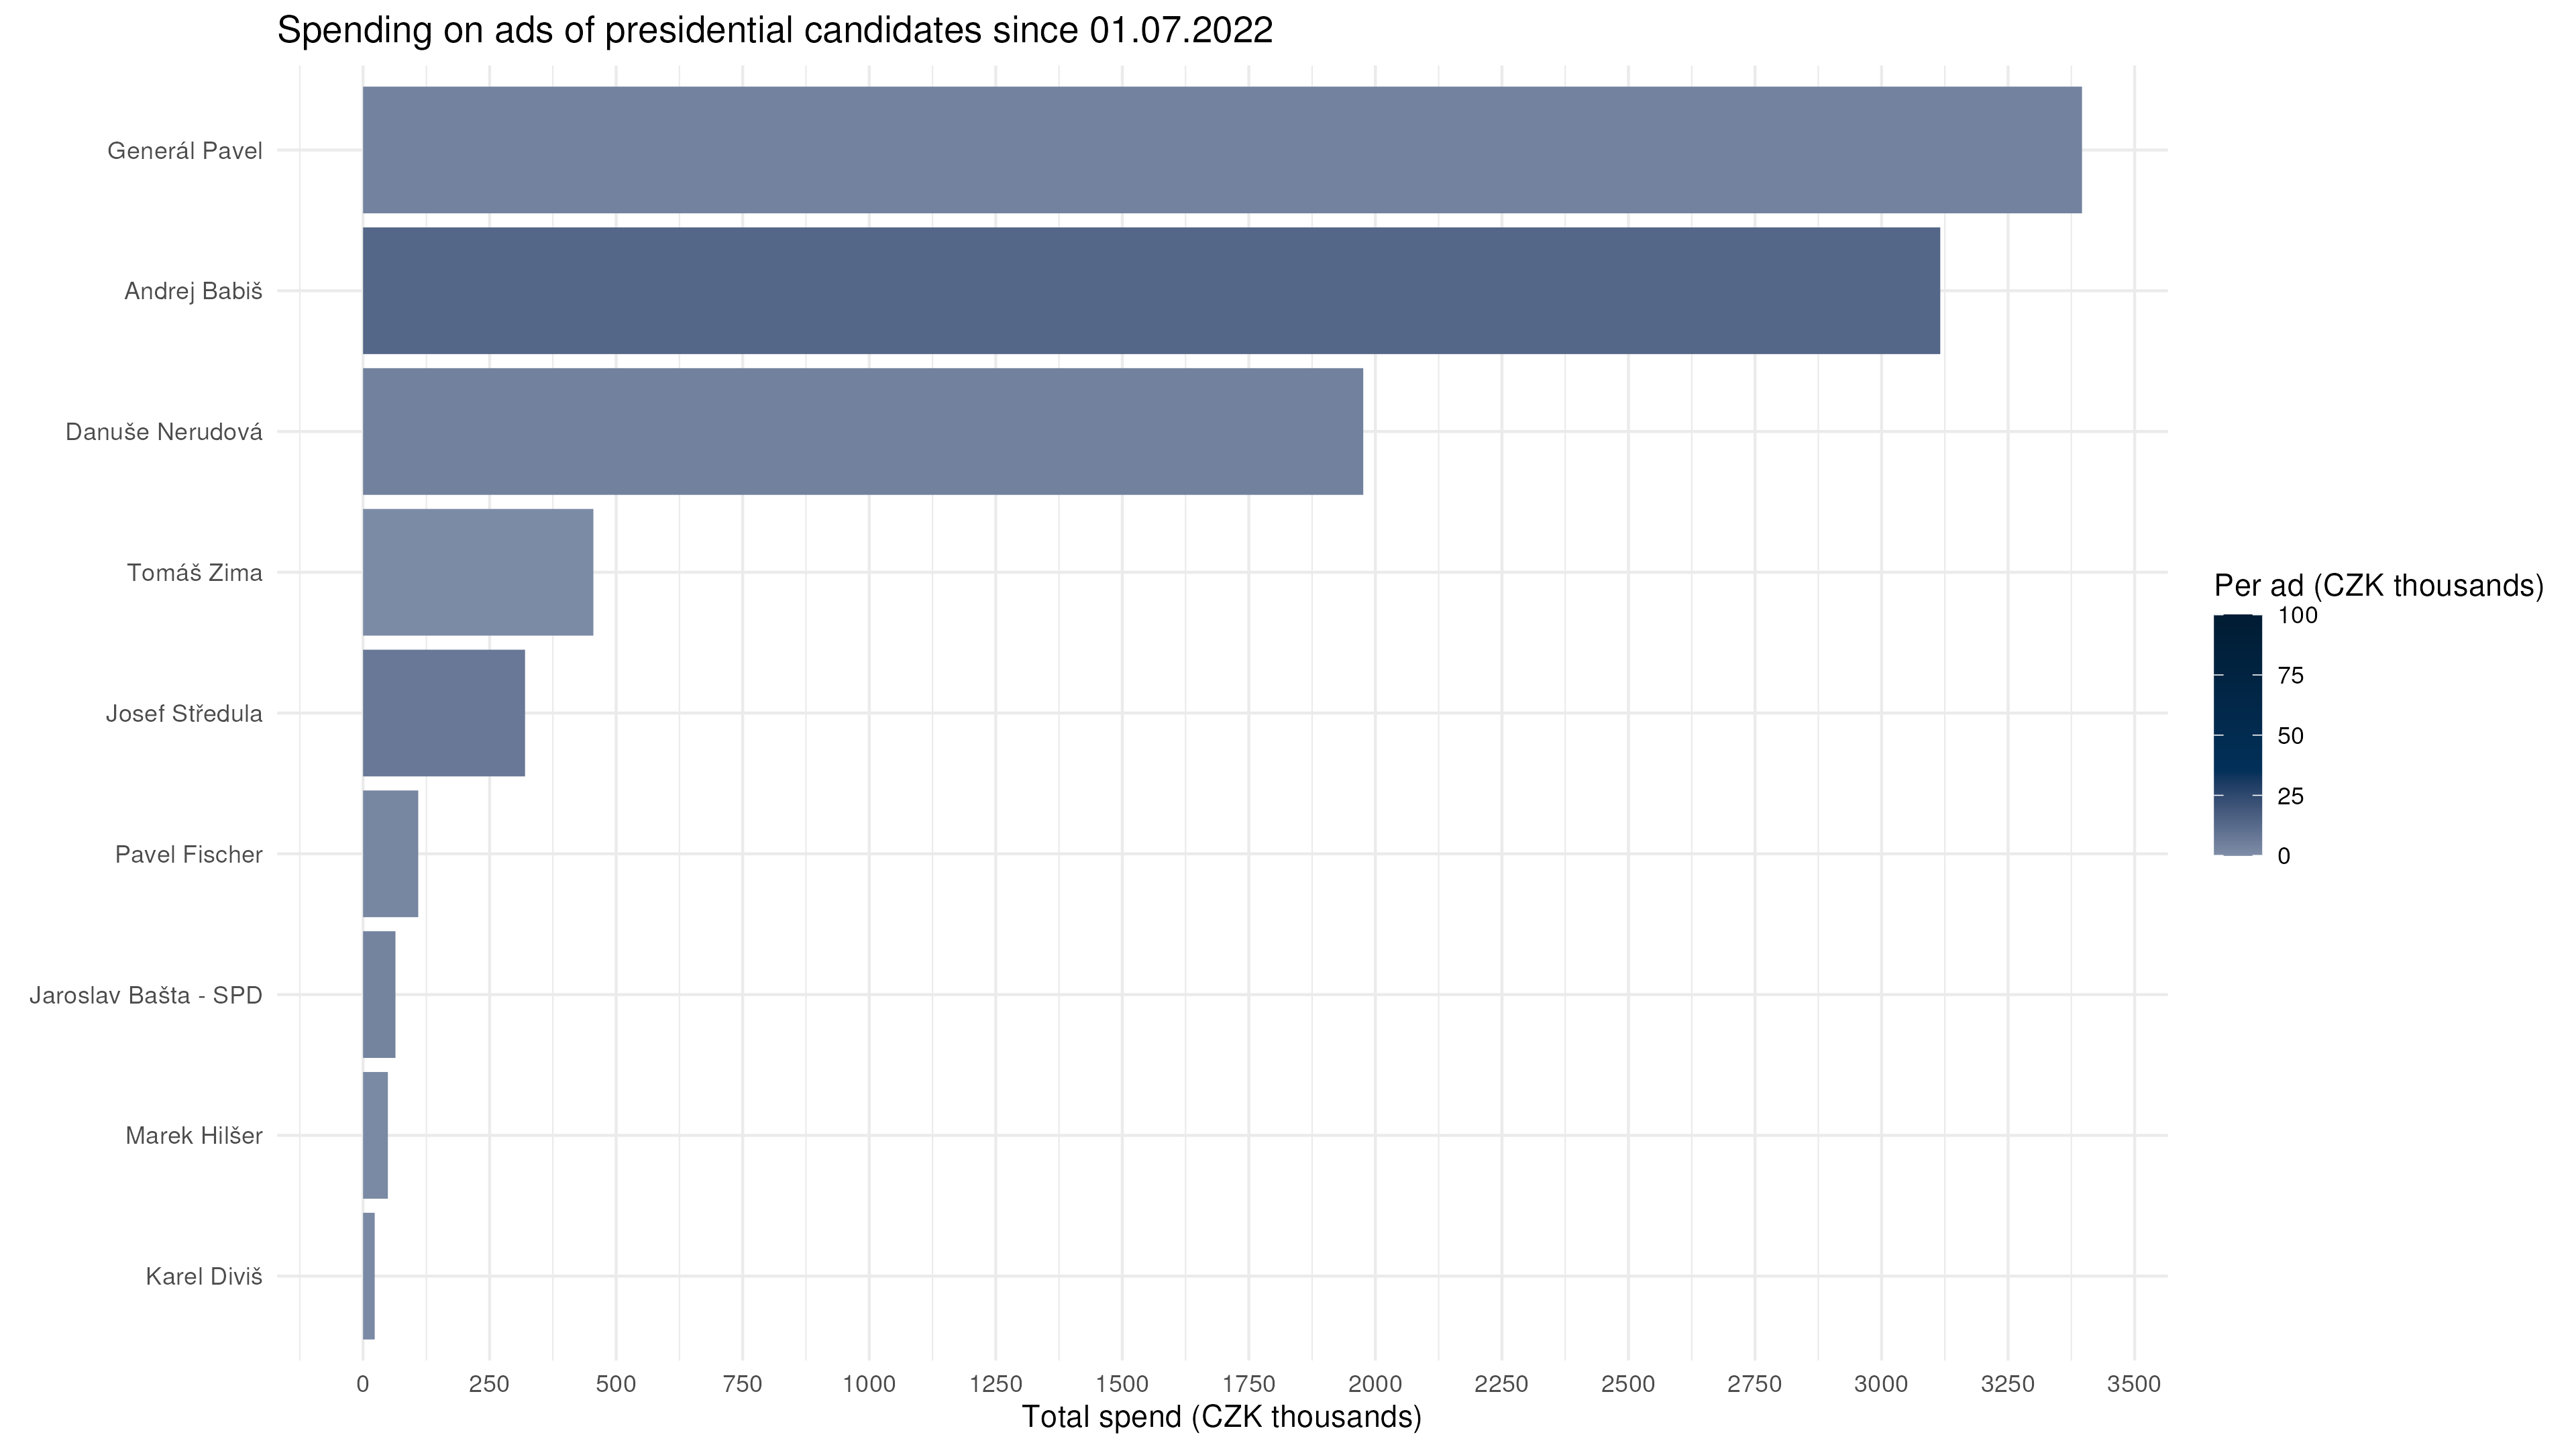 Spending on ads of presidential candidates since 01.07.2022
Generál Pavel
Andrej Babiš
Danuše Nerudová
Tomáš Zima
Josef Středula
Pavel Fischer
Jaroslav Bašta - SPD
Marek Hilšer
Karel Diviš
0 250 500 750 1000 1250 1500 1750 2000 2250 2500 2750 3000 3250 3500
Total spend (CZK thousands)
Per ad (CZK thousands)
100
75
50
25
0